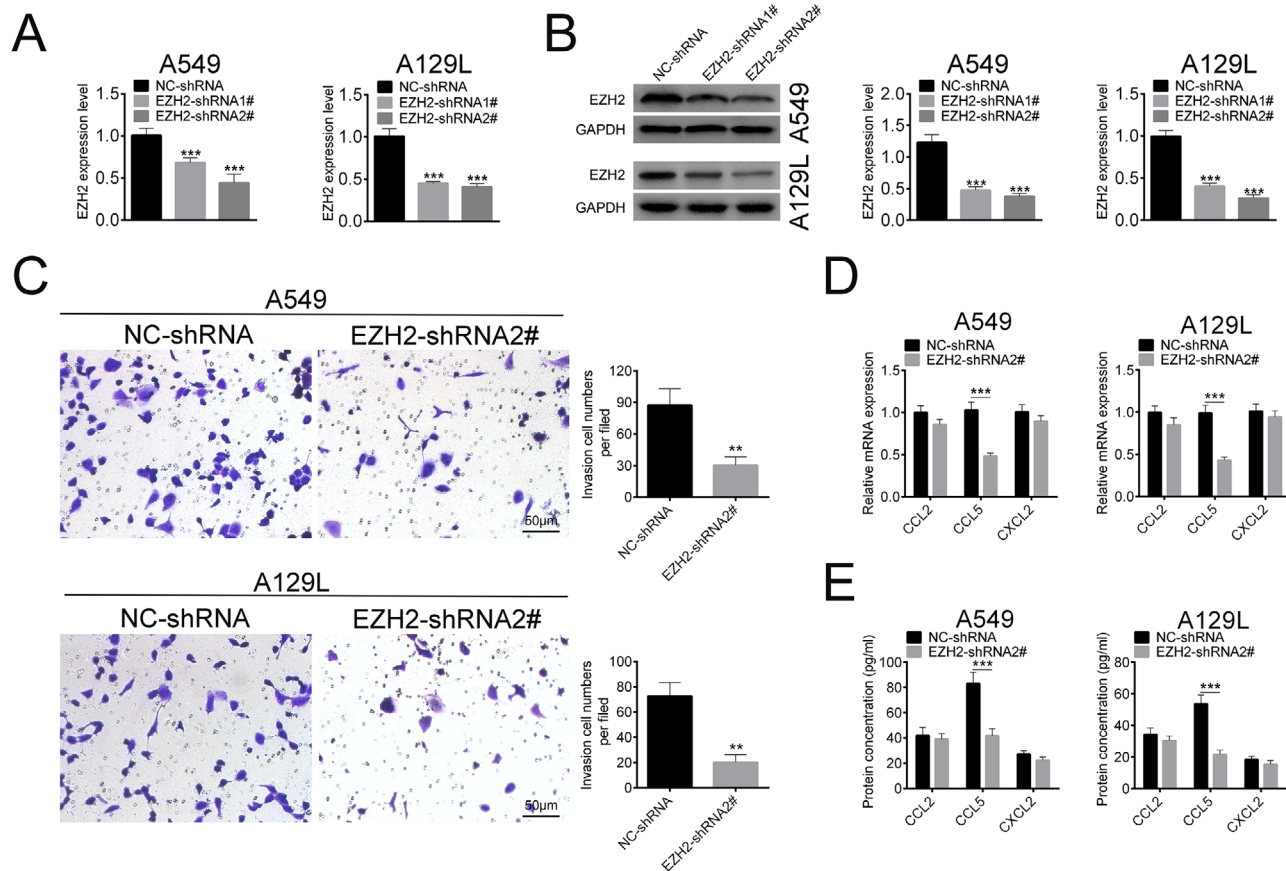 A
A549
NC-shRNA
EZH2-shRNA1#
EZH2-shRNA2#
EZH2 expression level
1.5
1.0
0.5
0.0
***
***
A129L
NC-shRNA
EZH2-shRNA1#
EZH2-shRNA2#
EZH2 expression level
1.5
1.0
0.5
0.0
***
***
B
NC-shRNA
EZH2-shRNA1#
EZH2-shRNA2#
EZH2
GAPDH
A549
EZH2
GAPDH
A129L
A549
NC-shRNA
EZH2-shRNA1#
EZH2-shRNA2#
EZH2 expression level
2.0
1.5
1.0
0.5
0.0
***
***
A129L
NC-shRNA
EZH2-shRNA1#
EZH2-shRNA2#
EZH2 expression level
1.5
1.0
0.5
0.0
***
***
C
A549
NC-shRNA
EZH2-shRNA2#
50μm
Invasion cell numbers
per filed
120
90
60
30
0
**
NC-shRNA
EZH2-shRNA2#
A129L
NC-shRNA
EZH2-shRNA2#
50μm
Invasion cell numbers
per filed
100
80
60
40
20
0
**
NC-shRNA
EZH2-shRNA2#
D
A549
NC-shRNA
EZH2-shRNA2#
Relative mRNA expression
1.5
1.0
0.5
0.0
***
CCL2
CCL5
CXCL2
A129L
NC-shRNA
EZH2-shRNA2#
Relative mRNA expression
1.5
1.0
0.5
0.0
***
CCL2
CCL5
CXCL2
E
A549
NC-shRNA
EZH2-shRNA2#
Protein concentration (pg/ml)
100
80
60
40
20
0
***
CCL2
CCL5
CXCL2
A129L
NC-shRNA
EZH2-shRNA2#
Protein concentration (pg/ml)
80
60
40
20
0
***
CCL2
CCL5
CXCL2